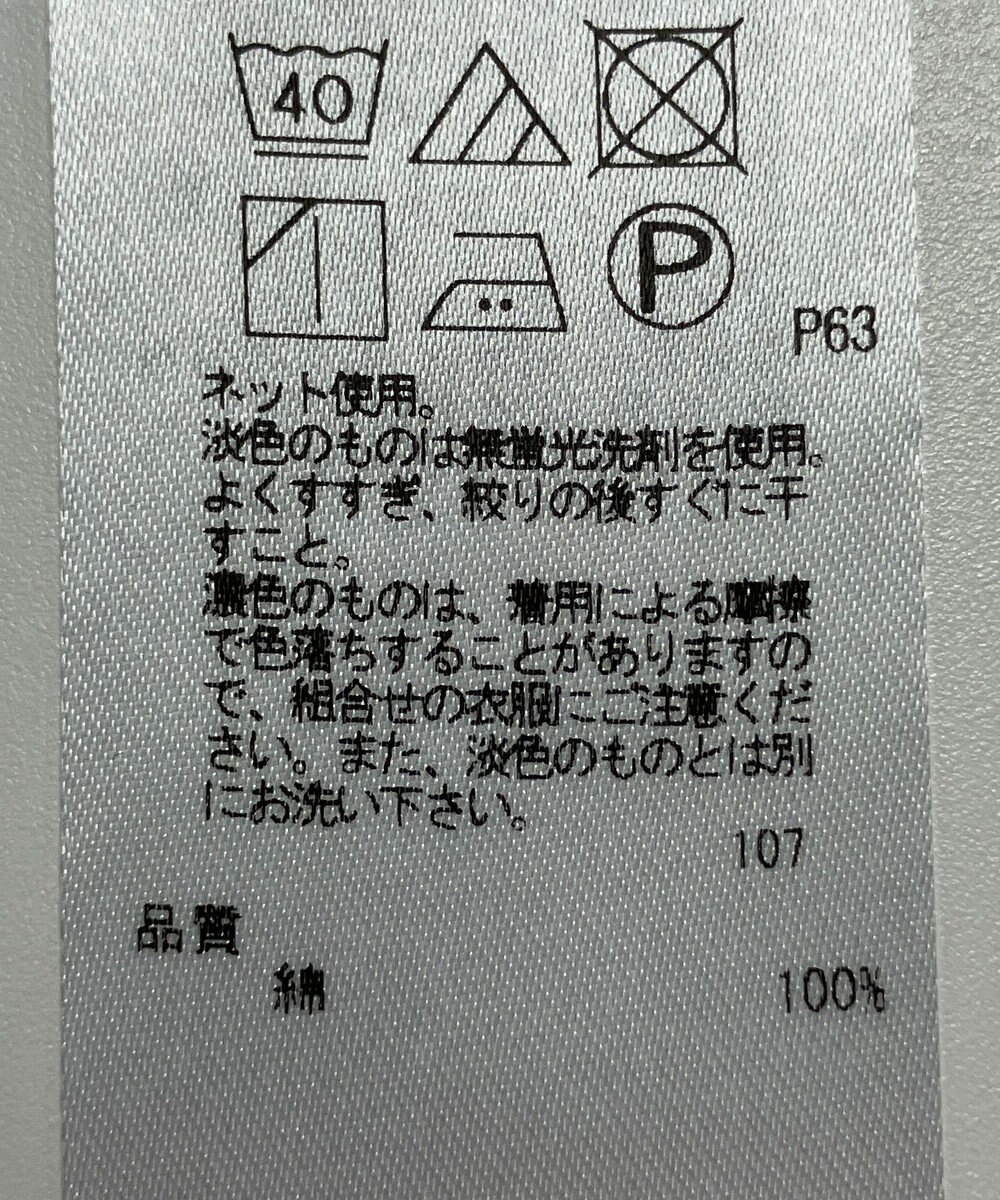 40
P
P63
ネット使用。
淡色のものは無蛍光洗剤を使用。
よくすすぎ、絞りの後すぐに干
すこと。
濃色のものは、着用による摩擦
で色落ちすることがありますの
で、組合せの衣服にご注意くだ
さい。また、淡色のものとは別
にお洗い下さい。
107
品質
綿 100%